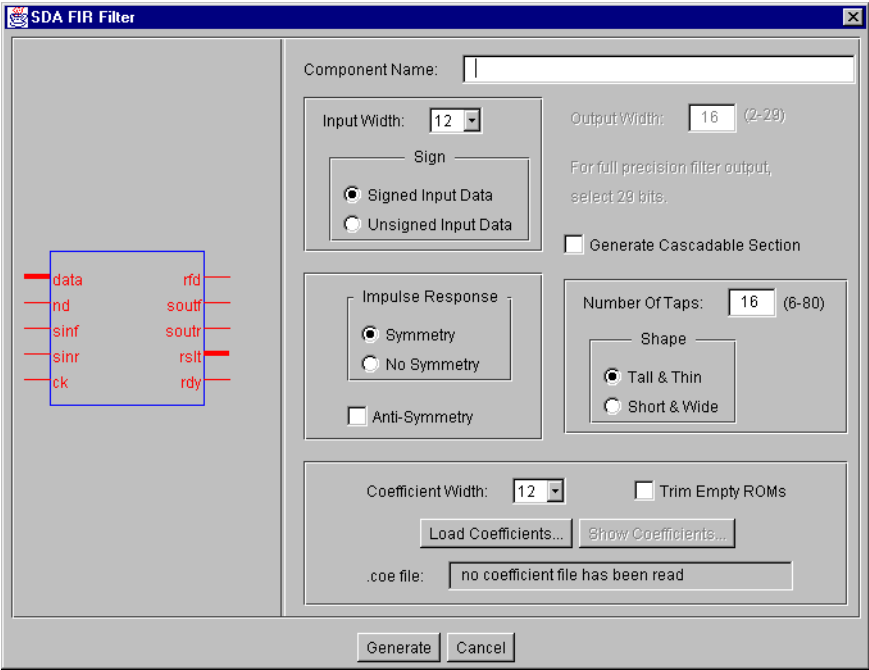 SDA FIR Filter
Component Name:
Input Width: 12
Output Width: 16 (2-29)
Sign
Signed Input Data
Unsigned Input Data
For full precision filter output,
select 29 bits.
Generate Cascadable Section
data rfd
nd soutf
sinf soutr
sinr rslt
ck rdy
Impulse Response
Symmetry
No Symmetry
Anti-Symmetry
Number Of Taps: 16 (6-80)
Shape
Tall & Thin
Short & Wide
Coefficient Width: 12 Trim Empty ROMs
Load Coefficients... Show Coefficients...
.coe file: no coefficient file has been read
Generate Cancel